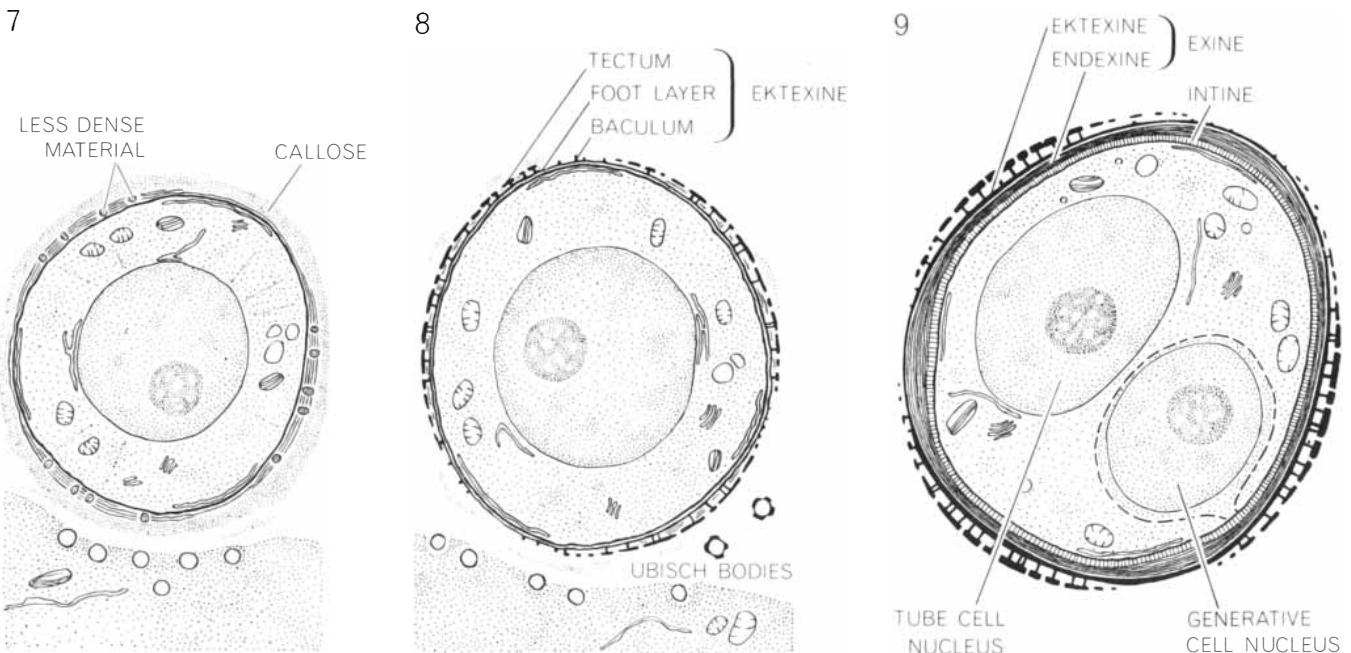 7
LESS DENSE
MATERIAL
CALLOSE
8
TECTUM
FOOT LAYER
BACULUM
EKTEXINE
UBISCH BODIES
9
EKTEXINE
ENDEXINE
EXINE
INTINE
TUBE CELL
NUCLEUS
GENERATIVE
CELL NUCLEUS